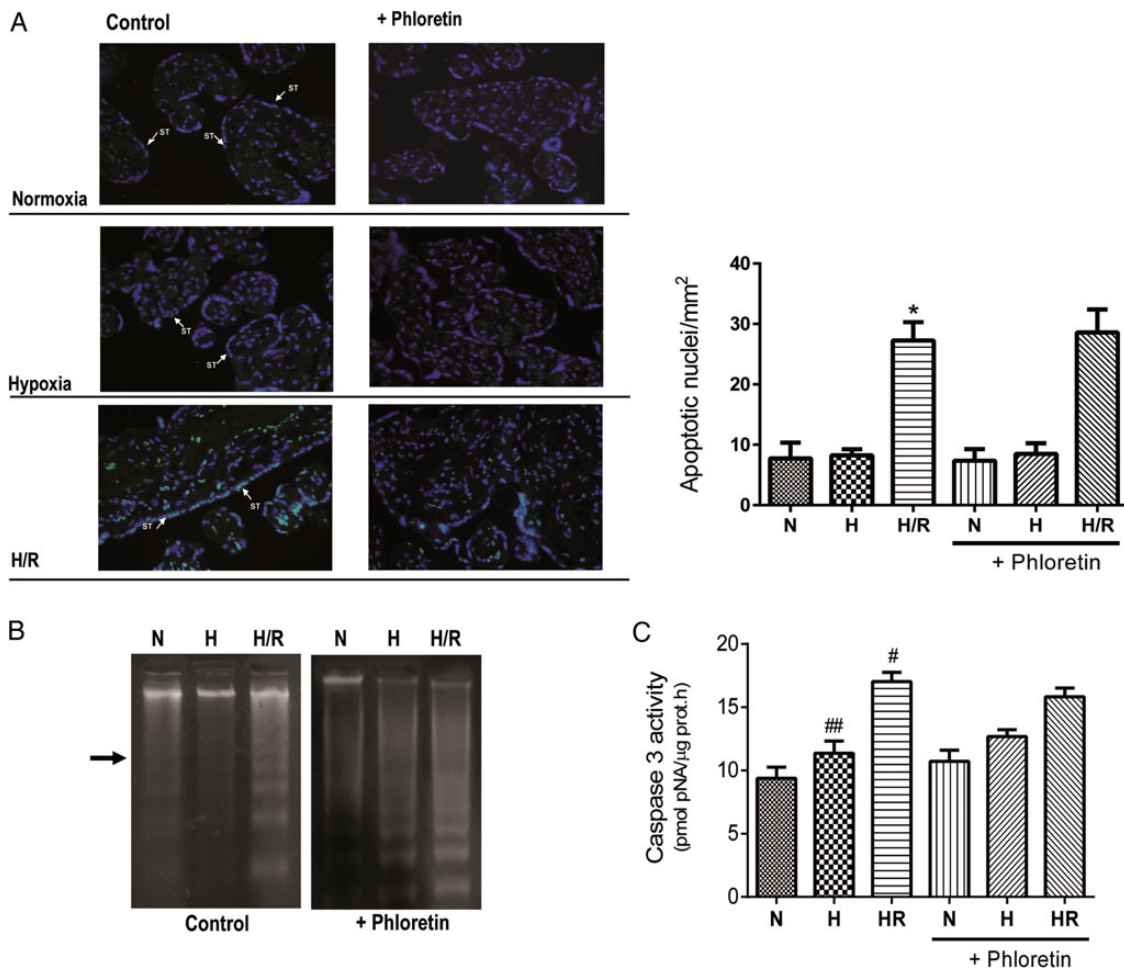 A
Control
+ Phloretin
ST
ST
ST
Normoxia
ST
ST
Hypoxia
ST
ST
H/R
Apoptotic nuclei/mm²
40
30
20
10
0
*
N H H/R N H H/R
+ Phloretin
B
N H H/R N H H/R
Control
+ Phloretin
C
Caspase 3 activity
(pmol pNA/μg prot.h)
20
15
10
5
0
##
#
N H HR N H HR
+ Phloretin